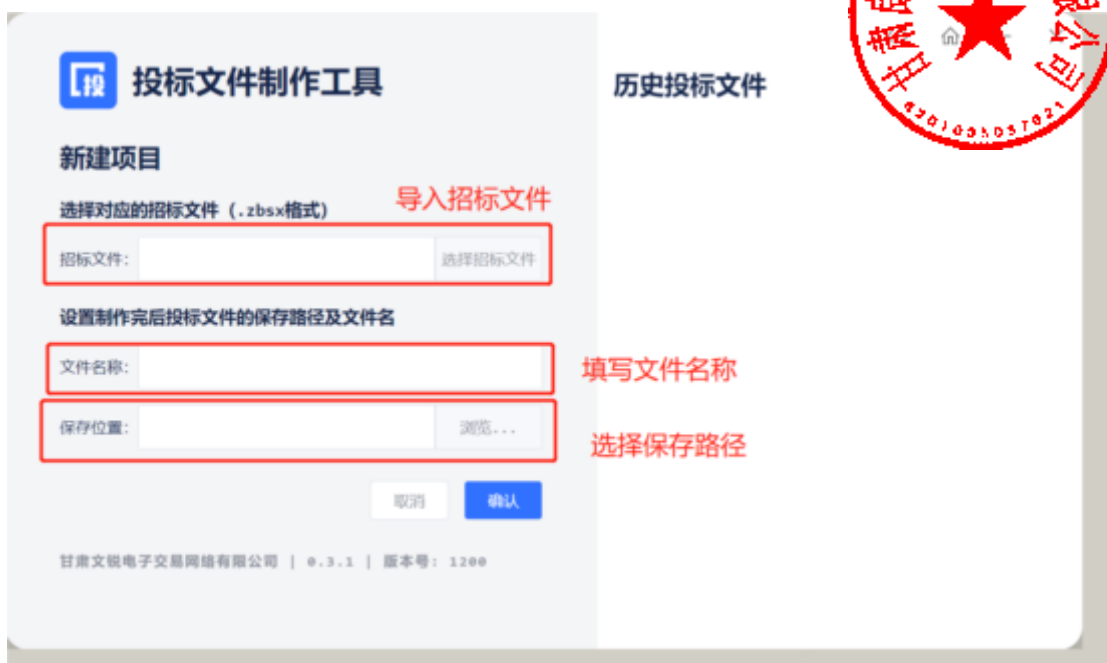 投标文件制作工具
历史投标文件
新建项目
选择对应的招标文件（.zbsx格式）
导入招标文件
招标文件：
选择招标文件
设置制作完后投标文件的保存路径及文件名
文件名称：
填写文件名称
保存位置：
浏览...
选择保存路径
取消
确认
甘肃文锐电子交易网络有限公司 | 0.3.1 | 版本号: 1200